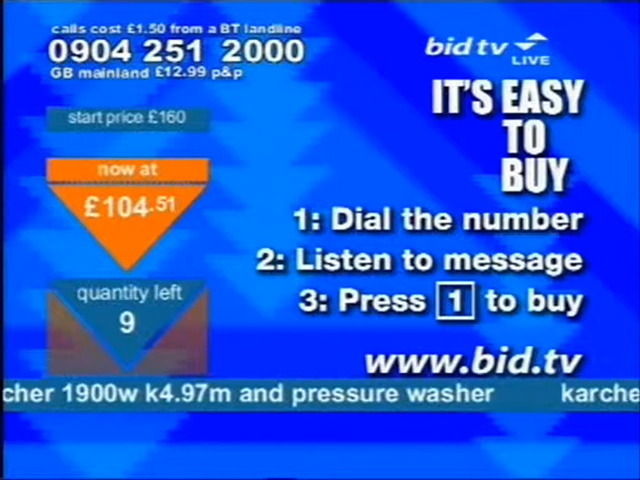 calls cost £1.50 from a BT landline
0904 251 2000
GB mainland £12.99 p&p
bid tv
LIVE
start price £160
now at
£104.51
quantity left
9
IT'S EASY
TO
BUY
1: Dial the number
2: Listen to message
3: Press 1 to buy
www.bid.tv
cher 1900w k4.97m and pressure washer karche